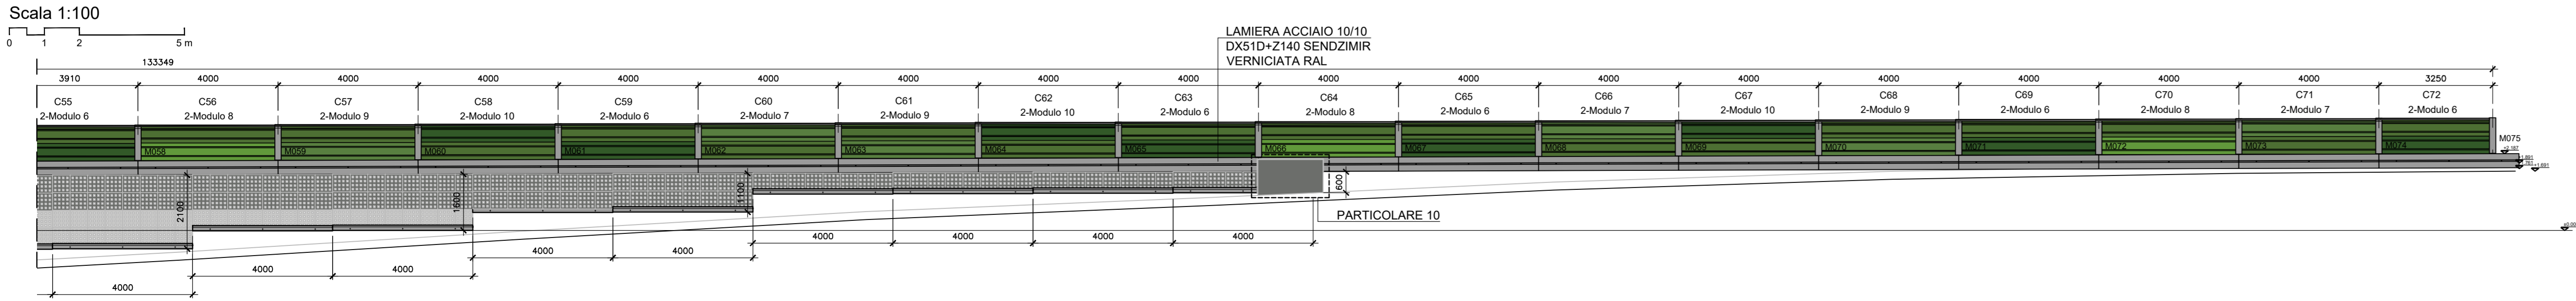 Scala 1:100
0 1 2 5 m
LAMIERA ACCIAIO 10/10
DX51D+Z140 SENDZIMIR
VERNICIATA RAL
133349
3910 4000 4000 4000 4000 4000 4000 4000 4000 4000 4000 4000 4000 4000 4000 4000 4000 3250
C55 C56 C57 C58 C59 C60 C61 C62 C63 C64 C65 C66 C67 C68 C69 C70 C71 C72
2-Modulo 6 2-Modulo 8 2-Modulo 9 2-Modulo 10 2-Modulo 6 2-Modulo 7 2-Modulo 9 2-Modulo 10 2-Modulo 6 2-Modulo 8 2-Modulo 6 2-Modulo 7 2-Modulo 10 2-Modulo 9 2-Modulo 6 2-Modulo 8 2-Modulo 6 2-Modulo 6
M075
M058 M059 M060 M061 M062 M063 M064 M065 M066 M067 M068 M069 M070 M071 M072 M073 M074
2100
1600
1100
600
PARTICOLARE 10
4000 4000 4000 4000
4000 4000
4000 4000
4000